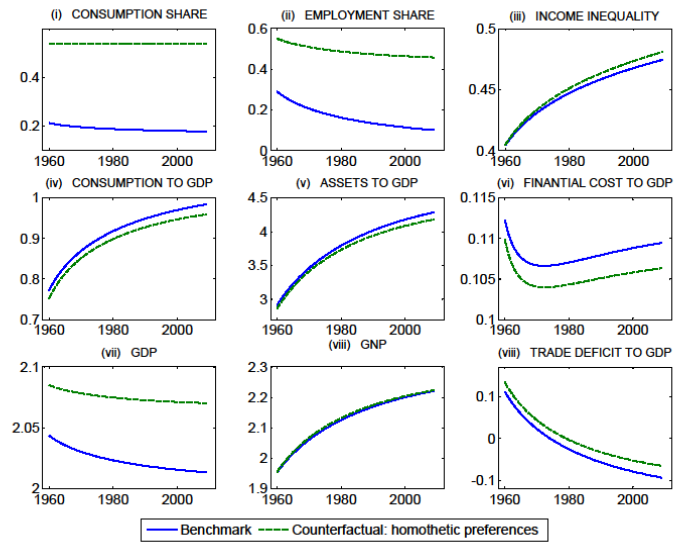 (i) CONSUMPTION SHARE
(ii) EMPLOYMENT SHARE
(iii) INCOME INEQUALITY
0.4
0.2
1960 1980 2000
0.6
0.4
0.2
0
1960 1980 2000
0.5
0.45
0.4
1960 1980 2000
(iv) CONSUMPTION TO GDP
(v) ASSETS TO GDP
(vi) FINANTIAL COST TO GDP
1
0.9
0.8
0.7
1960 1980 2000
4.5
4
3.5
3
1960 1980 2000
0.115
0.11
0.105
0.1
1960 1980 2000
(vii) GDP
(viii) GNP
(viii) TRADE DEFICIT TO GDP
2.1
2.05
2
1960 1980 2000
2.3
2.2
2.1
2
1.9
1960 1980 2000
0.1
0
-0.1
1960 1980 2000
Benchmark Counterfactual: homothetic preferences